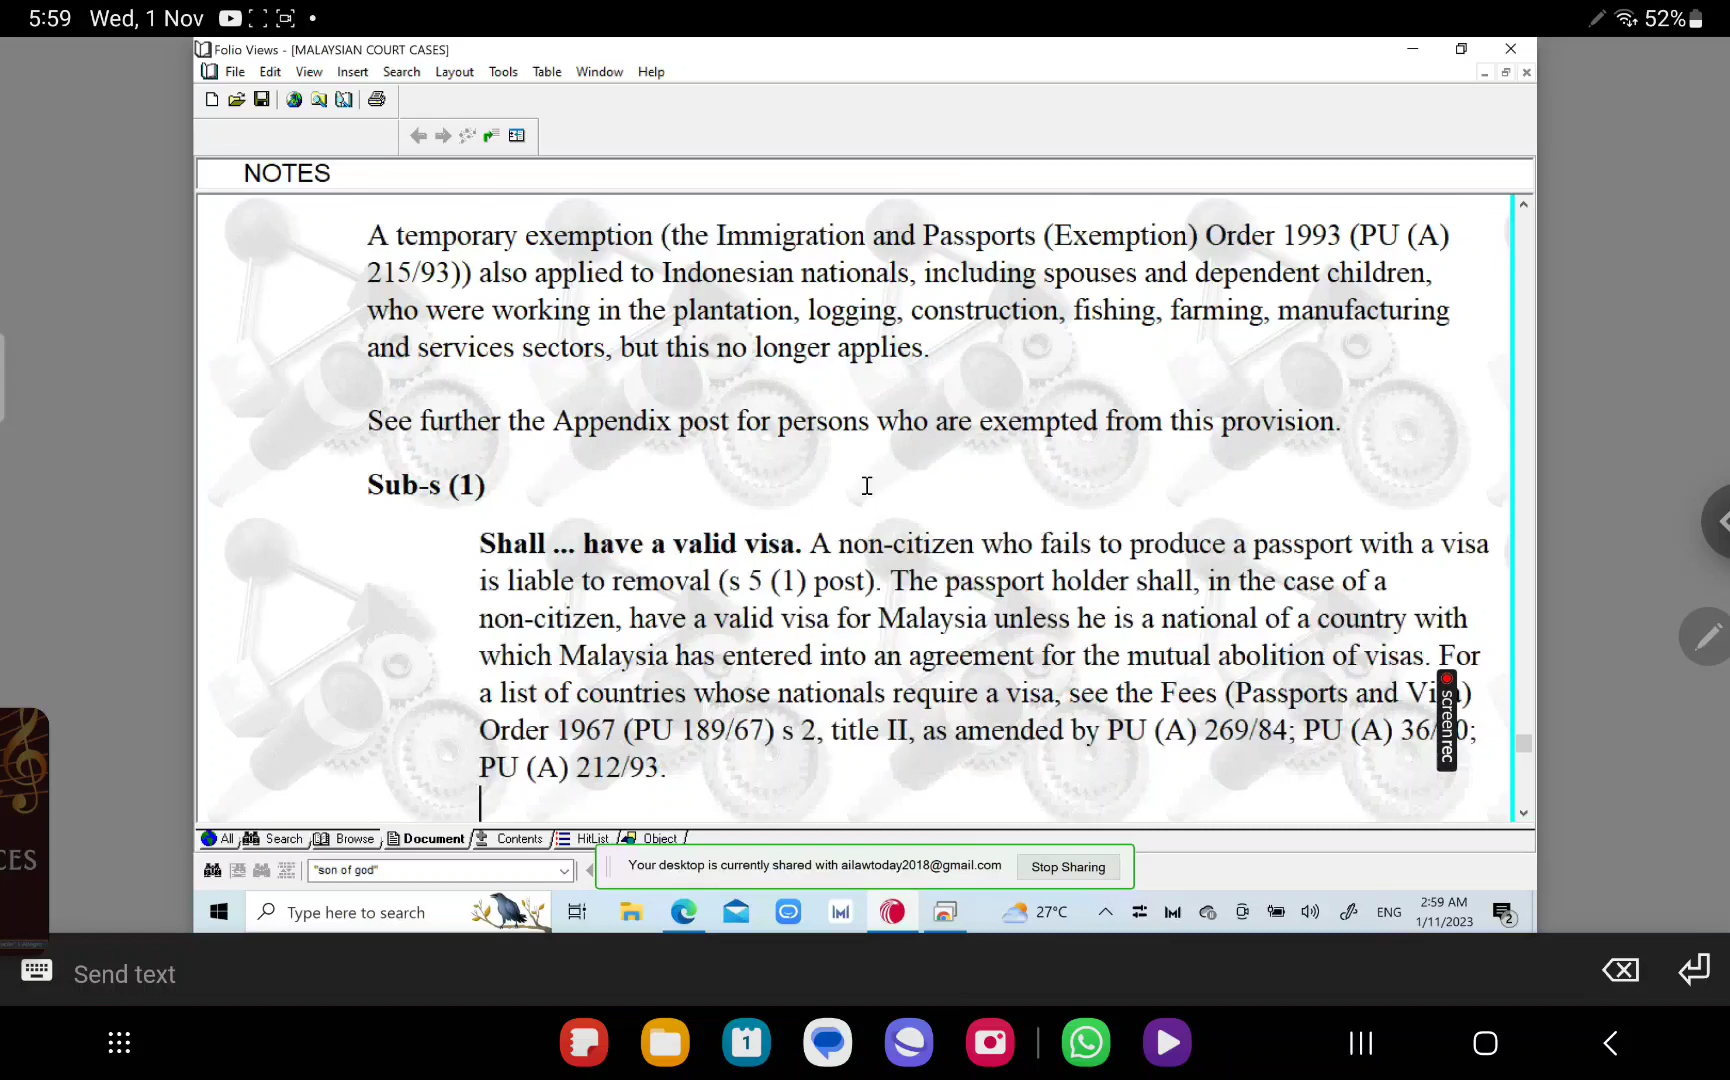 5:59 Wed, 1 Nov
52%
Folio Views - [MALAYSIAN COURT CASES]
File Edit View Insert Search Layout Tools Table Window Help
NOTES
A temporary exemption (the Immigration and Passports (Exemption) Order 1993 (PU (A)
215/93)) also applied to Indonesian nationals, including spouses and dependent children,
who were working in the plantation, logging, construction, fishing, farming, manufacturing
and services sectors, but this no longer applies.
See further the Appendix post for persons who are exempted from this provision.
Sub-s (1)
Shall ... have a valid visa. A non-citizen who fails to produce a passport with a visa
is liable to removal (s 5 (1) post). The passport holder shall, in the case of a
non-citizen, have a valid visa for Malaysia unless he is a national of a country with
which Malaysia has entered into an agreement for the mutual abolition of visas. For
a list of countries whose nationals require a visa, see the Fees (Passports and
Order 1967 (PU 189/67) s 2, title II, as amended by PU (A) 269/84; PU (A)
PU (A) 212/93.
screen rec
All Search Browse Document Contents HitList Object
"son of god"
Your desktop is currently shared with ailawtoday2018@gmail.com Stop Sharing
CES
Type here to search
27°C
ENG
2:59 AM
1/11/2023
2
Send text
1